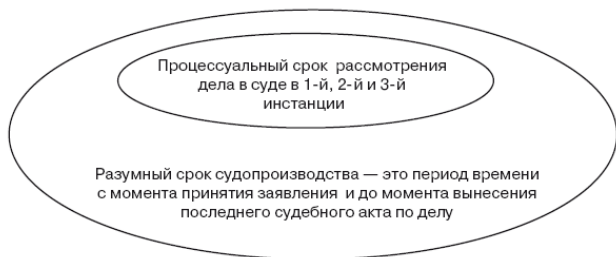 Процессуальный срок рассмотрения
дела в суде в 1-й, 2-й и 3-й
инстанции
Разумный срок судопроизводства — это период времени
с момента принятия заявления и до момента вынесения
последнего судебного акта по делу